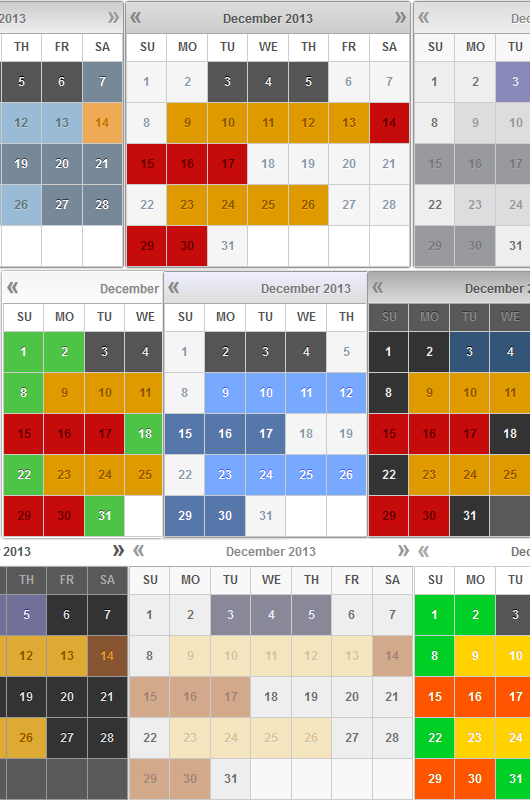 2013 »
TH FR SA
5 6 7
12 13 14
19 20 21
26 27 28
« December 2013 »
SU MO TU WE TH FR SA
1 2 3 4 5 6 7
8 9 10 11 12 13 14
15 16 17 18 19 20 21
22 23 24 25 26 27 28
29 30 31
« Dec
SU MO TU
1 2 3
8 9 10
15 16 17
22 23 24
29 30 31
« December
SU MO TU WE
1 2 3 4
8 9 10 11
15 16 17 18
22 23 24 25
29 30 31
« December 2013
SU MO TU WE TH
1 2 3 4 5
8 9 10 11 12
15 16 17 18 19
22 23 24 25 26
29 30 31
« December 2
SU MO TU WE
1 2 3 4
8 9 10 11
15 16 17 18
22 23 24 25
29 30 31
r 2013 »
TH FR SA
5 6 7
12 13 14
19 20 21
26 27 28
« December 2013 »
SU MO TU WE TH FR SA
1 2 3 4 5 6 7
8 9 10 11 12 13 14
15 16 17 18 19 20 21
22 23 24 25 26 27 28
29 30 31
« Dec
SU MO TU
1 2 3
8 9 10
15 16 17
22 23 24
29 30 31